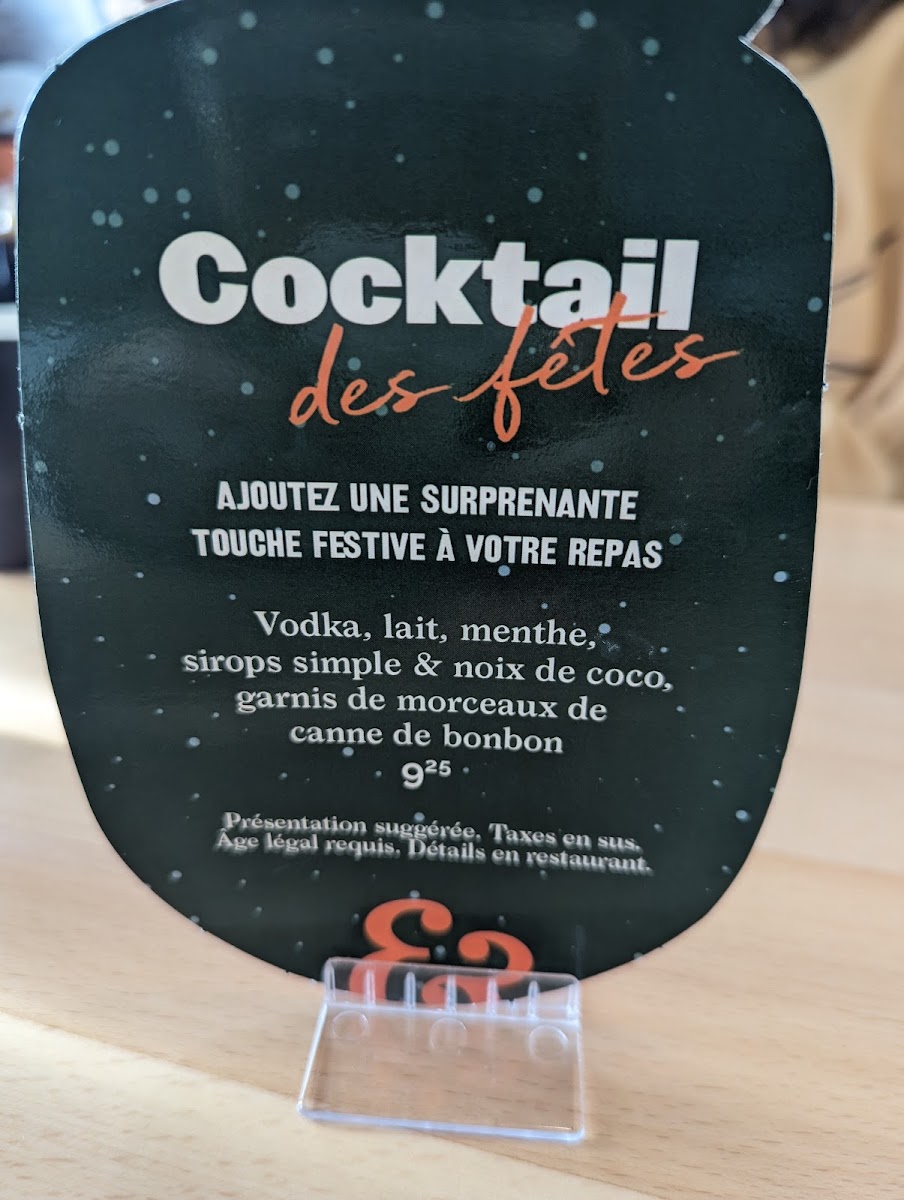 Cocktail
des fêtes
AJOUTEZ UNE SURPRENANTE
TOUCHE FESTIVE À VOTRE REPAS
Vodka, lait, menthe,
sirops simple & noix de coco,
garnis de morceaux de
canne de bonbon
9²⁵
Présentation suggérée. Taxes en sus.
Âge légal requis. Détails en restaurant.
&